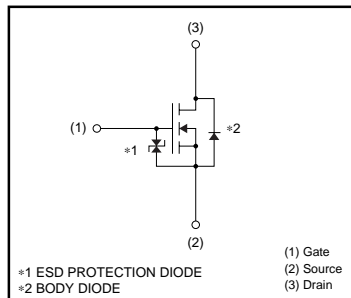 (3)
(1)
∗2
∗1
(2)
∗1 ESD PROTECTION DIODE
∗2 BODY DIODE
(1) Gate
(2) Source
(3) Drain